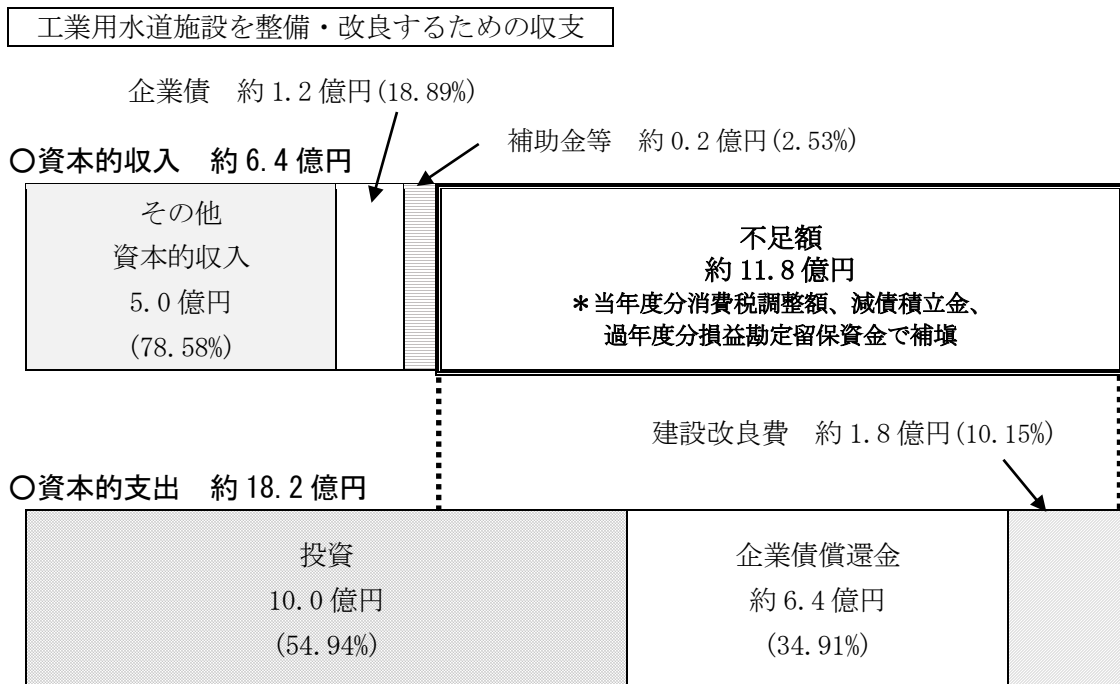 工業用水道施設を整備・改良するための収支
企業債　約1.2億円(18.89%)
補助金等　約0.2億円(2.53%)
○資本的収入　約6.4億円
その他
資本的収入
5.0億円
(78.58%)
不足額
約11.8億円
＊当年度分消費税調整額、減債積立金、
過年度分損益勘定留保資金で補塡
建設改良費　約1.8億円(10.15%)
○資本的支出　約18.2億円
投資
10.0億円
(54.94%)
企業債償還金
約6.4億円
(34.91%)